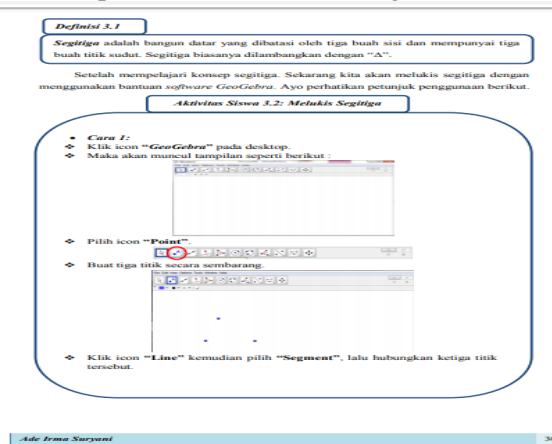 Definisi 3.1
Segitiga adalah bangun datar yang dibatasi oleh tiga buah sisi dan mempunyai tiga
buah titik sudut. Segitiga biasanya dilambangkan dengan “Δ”.
Setelah mempelajari konsep segitiga. Sekarang kita akan melukis segitiga dengan
menggunakan bantuan software GeoGebra. Ayo perhatikan petunjuk penggunaan berikut.
Aktivitas Siswa 3.2: Melukis Segitiga
• Cara 1:
❖ Klik icon “GeoGebra” pada desktop.
❖ Maka akan muncul tampilan seperti berikut :
❖ Pilih icon “Point”.
❖ Buat tiga titik secara sembarang.
❖ Klik icon “Line” kemudian pilih “Segment”, lalu hubungkan ketiga titik
tersebut.
Ade Irma Suryani